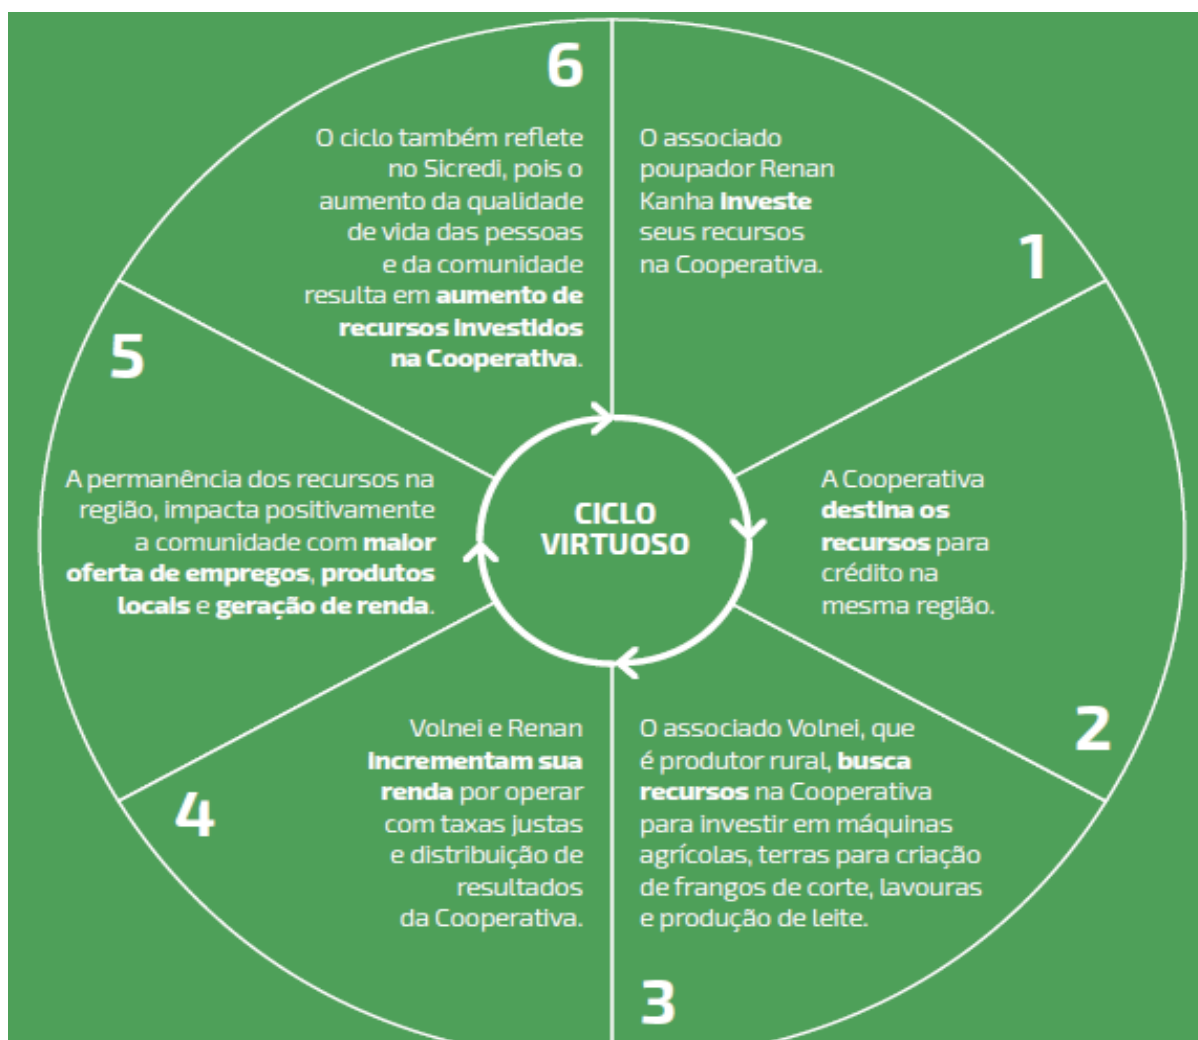 1
O associado
poupador Renan
Kanha investe
seus recursos
na Cooperativa.
2
A Cooperativa
destina os
recursos para
crédito na
mesma região.
3
O associado Volnei, que
é produtor rural, busca
recursos na Cooperativa
para investir em máquinas
agrícolas, terras para criação
de frangos de corte, lavouras
e produção de leite.
4
Volnei e Renan
incrementam sua
renda por operar
com taxas justas
e distribuição de
resultados
da Cooperativa.
5
A permanência dos recursos na
região, impacta positivamente
a comunidade com maior
oferta de empregos, produtos
locais e geração de renda.
6
O ciclo também reflete
no Sicredi, pois o
aumento da qualidade
de vida das pessoas
e da comunidade
resulta em aumento de
recursos investidos
na Cooperativa.
CICLO
VIRTUOSO